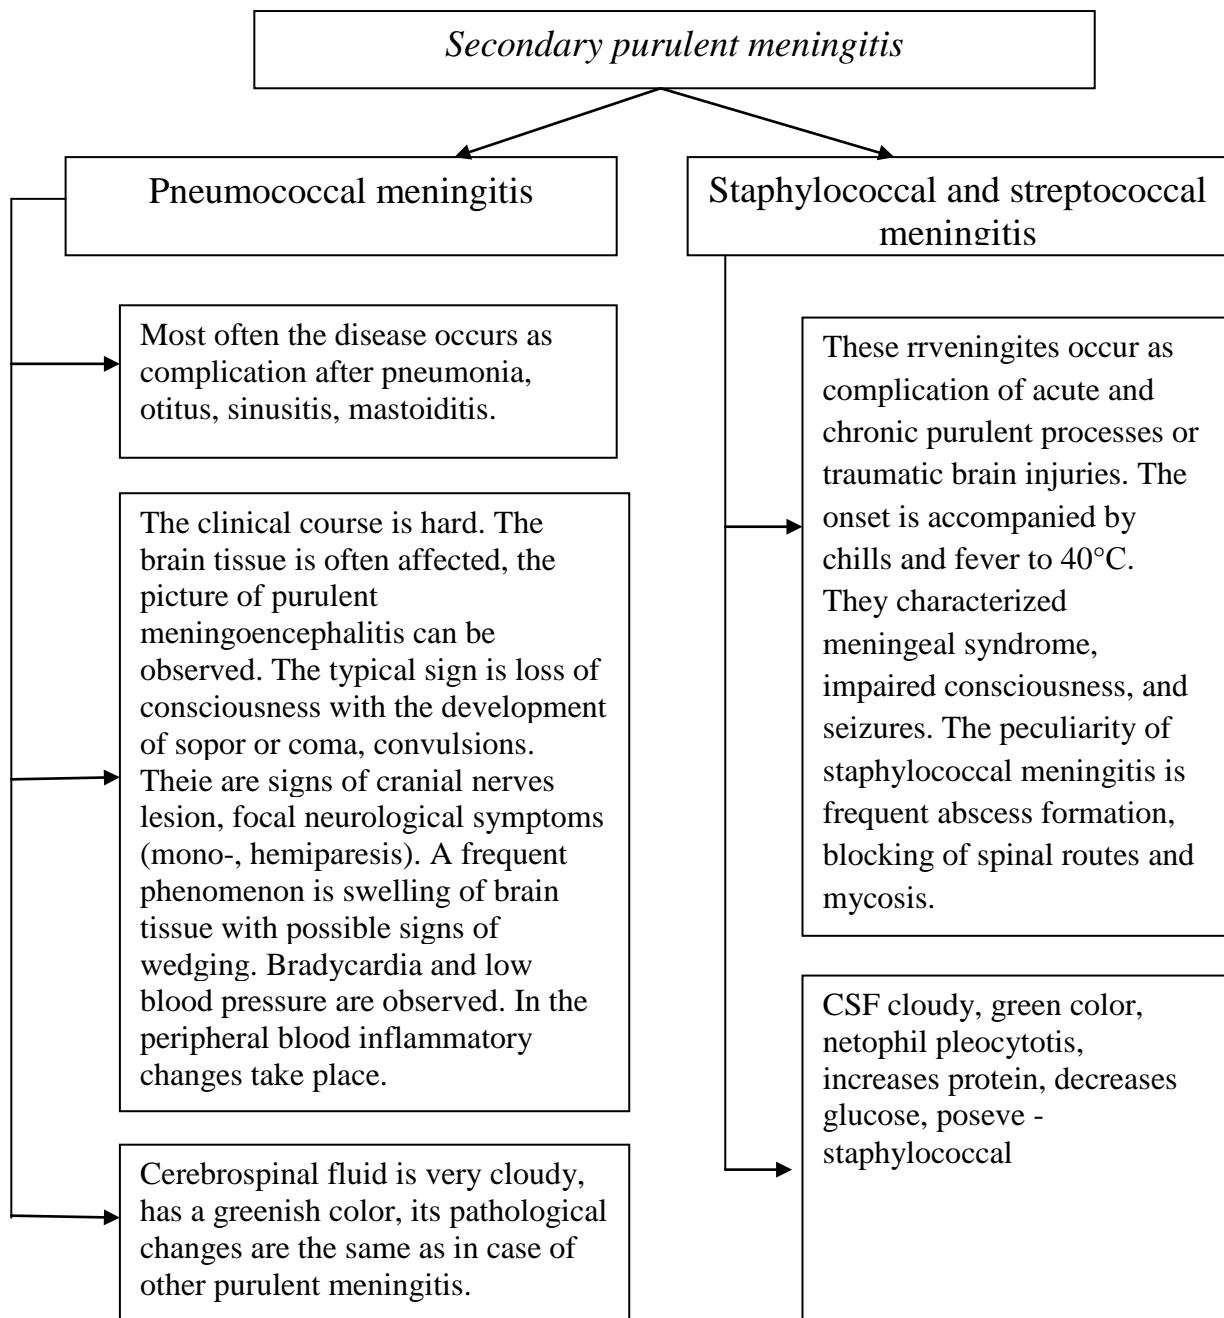 Secondary purulent meningitis
Pneumococcal meningitis
Most often the disease occurs as
complication after pneumonia,
otitus, sinusitis, mastoiditis.
The clinical course is hard. The
brain tissue is often affected, the
picture of purulent
meningoencephalitis can be
observed. The typical sign is loss of
consciousness with the development
of sopor or coma, convulsions.
Theie are signs of cranial nerves
lesion, focal neurological symptoms
(mono-, hemiparesis). A frequent
phenomenon is swelling of brain
tissue with possible signs of
wedging. Bradycardia and low
blood pressure are observed. In the
peripheral blood inflammatory
changes take place.
Cerebrospinal fluid is very cloudy,
has a greenish color, its pathological
changes are the same as in case of
other purulent meningitis.
Staphylococcal and streptococcal
meningitis
These rrveningites occur as
complication of acute and
chronic purulent processes or
traumatic brain injuries. The
onset is accompanied by
chills and fever to 40°C.
They characterized
meningeal syndrome,
impaired consciousness, and
seizures. The peculiarity of
staphylococcal meningitis is
frequent abscess formation,
blocking of spinal routes and
mycosis.
CSF cloudy, green color,
netophil pleocytotis,
increases protein, decreases
glucose, poseve -
staphylococcal